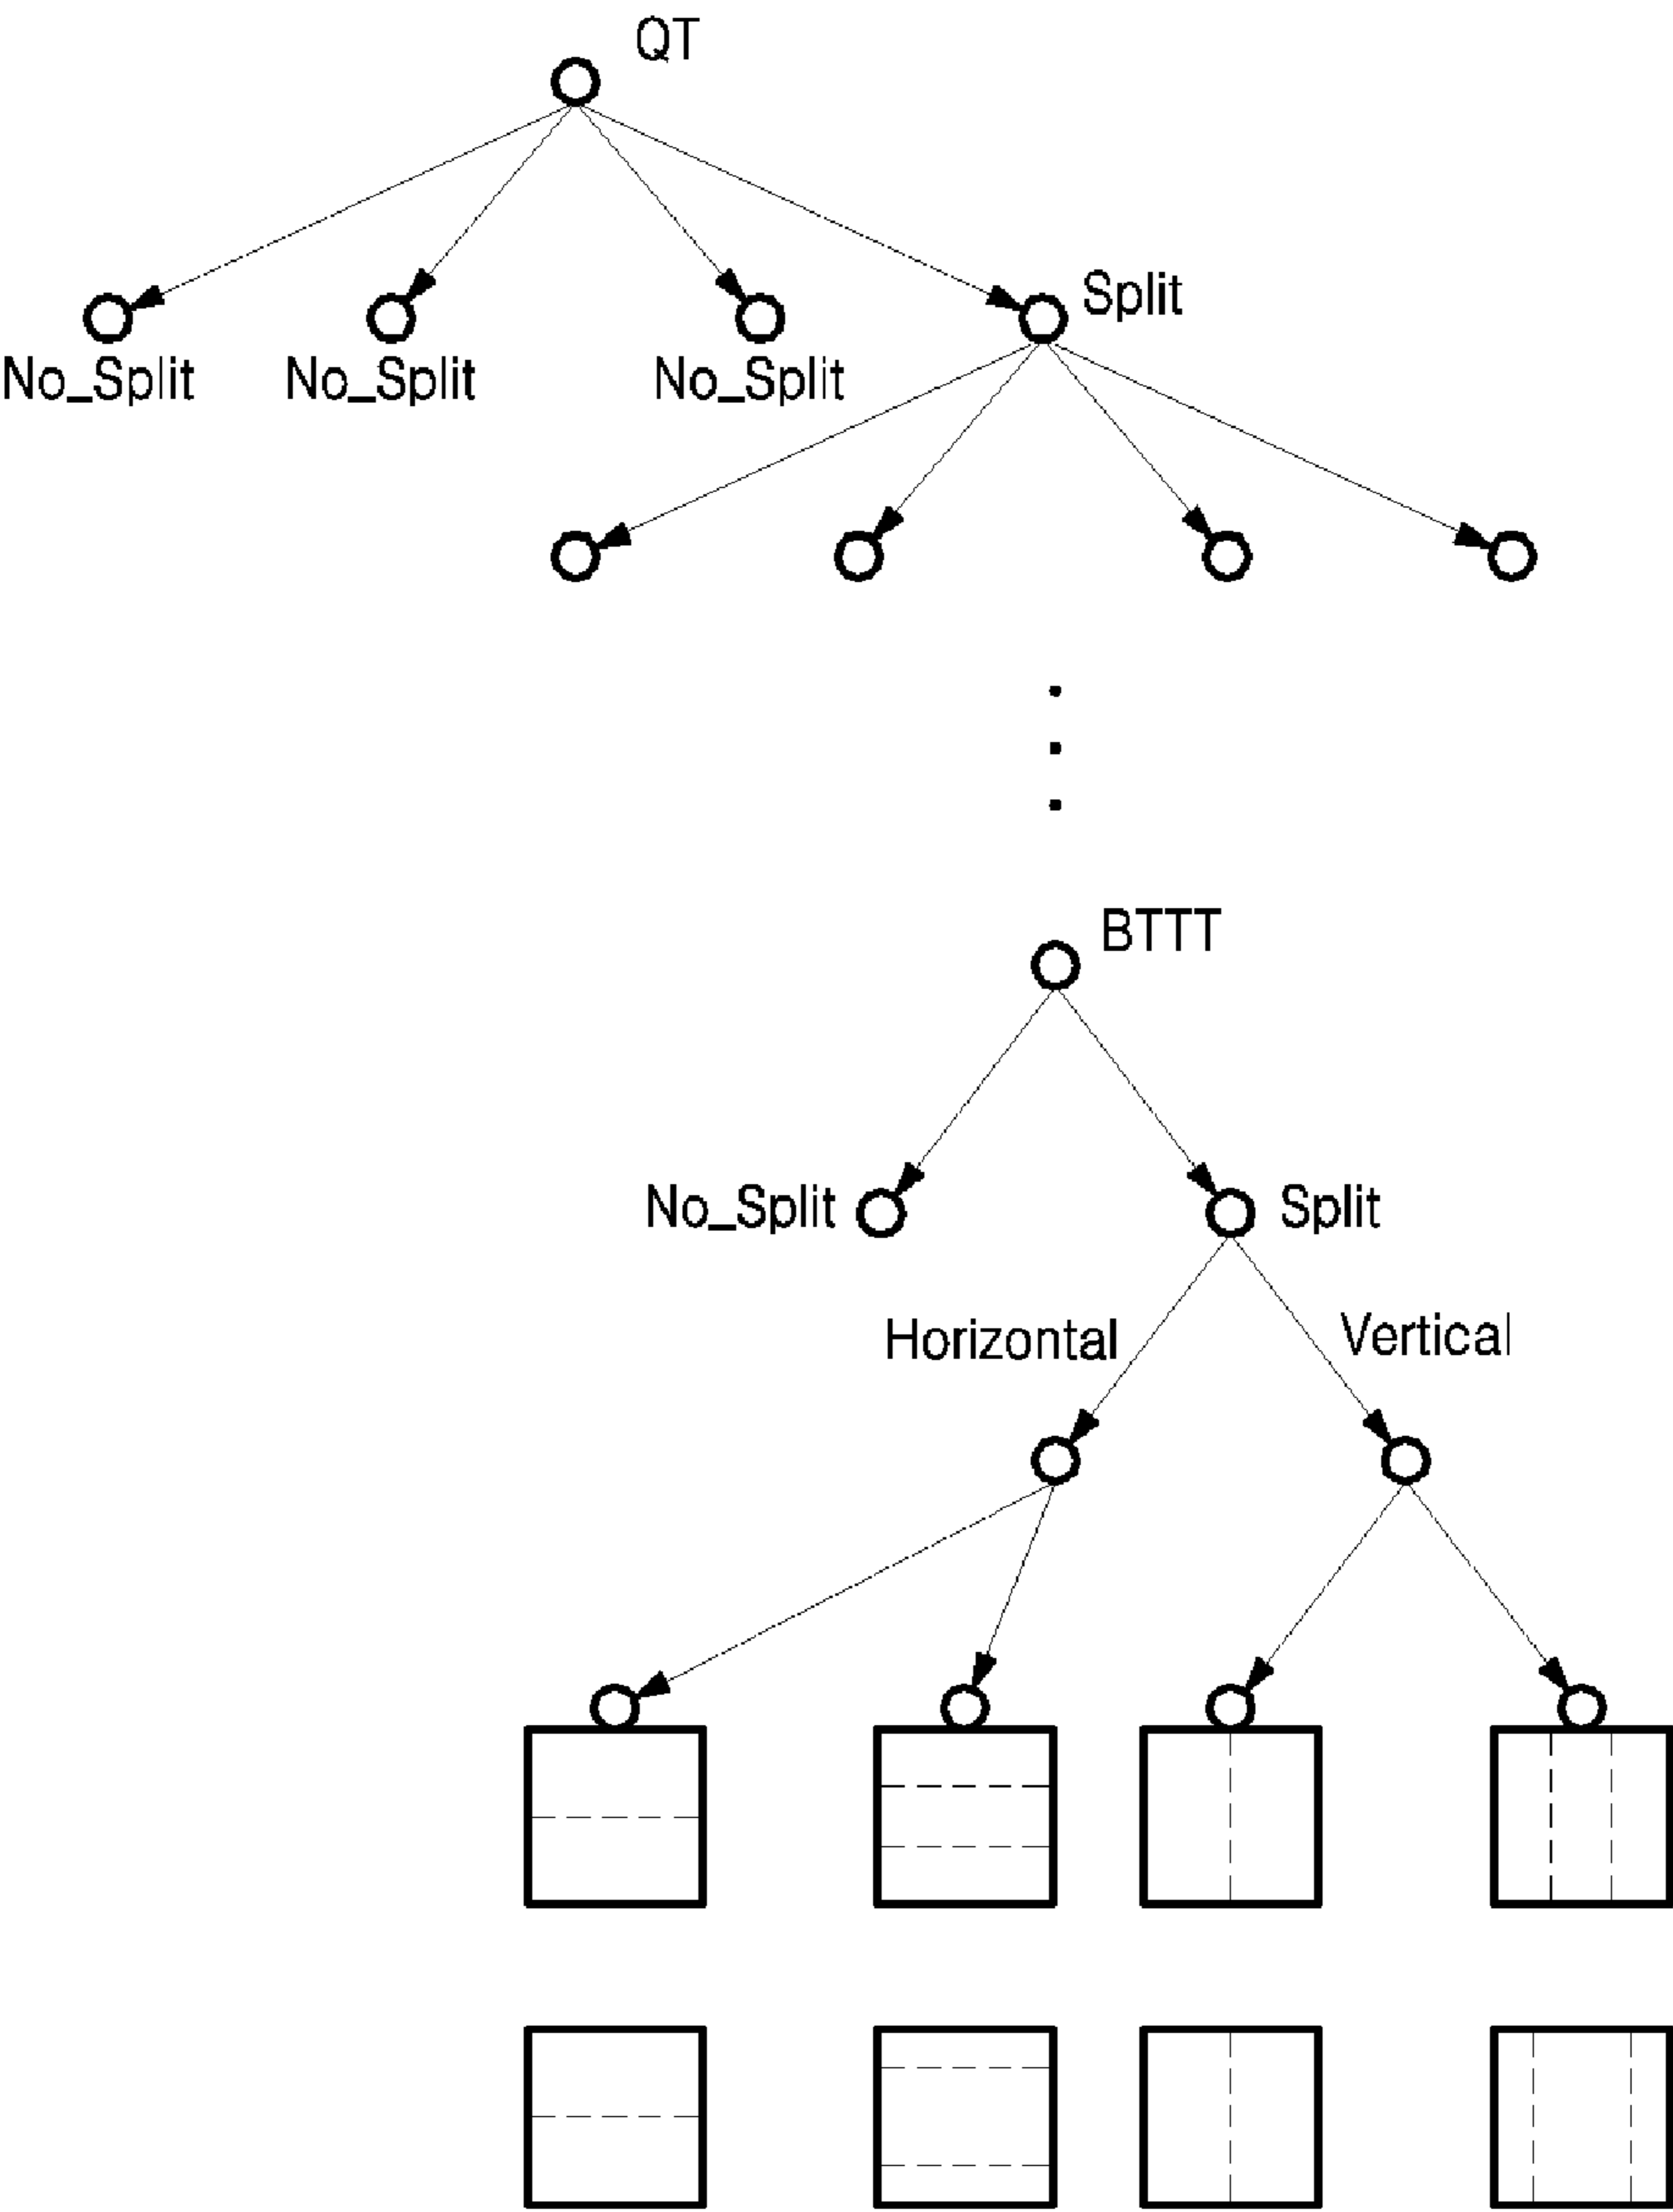 QT
Split
No_Split No_Split No_Split
BTTT
No_Split Split
Horizontal Vertical